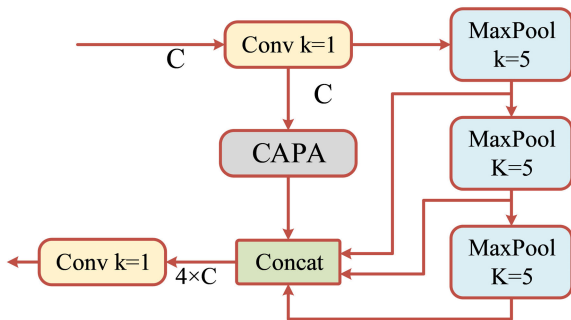 C
Conv k=1
MaxPool
k=5
C
CAPA
MaxPool
K=5
Conv k=1
4×C
Concat
MaxPool
K=5